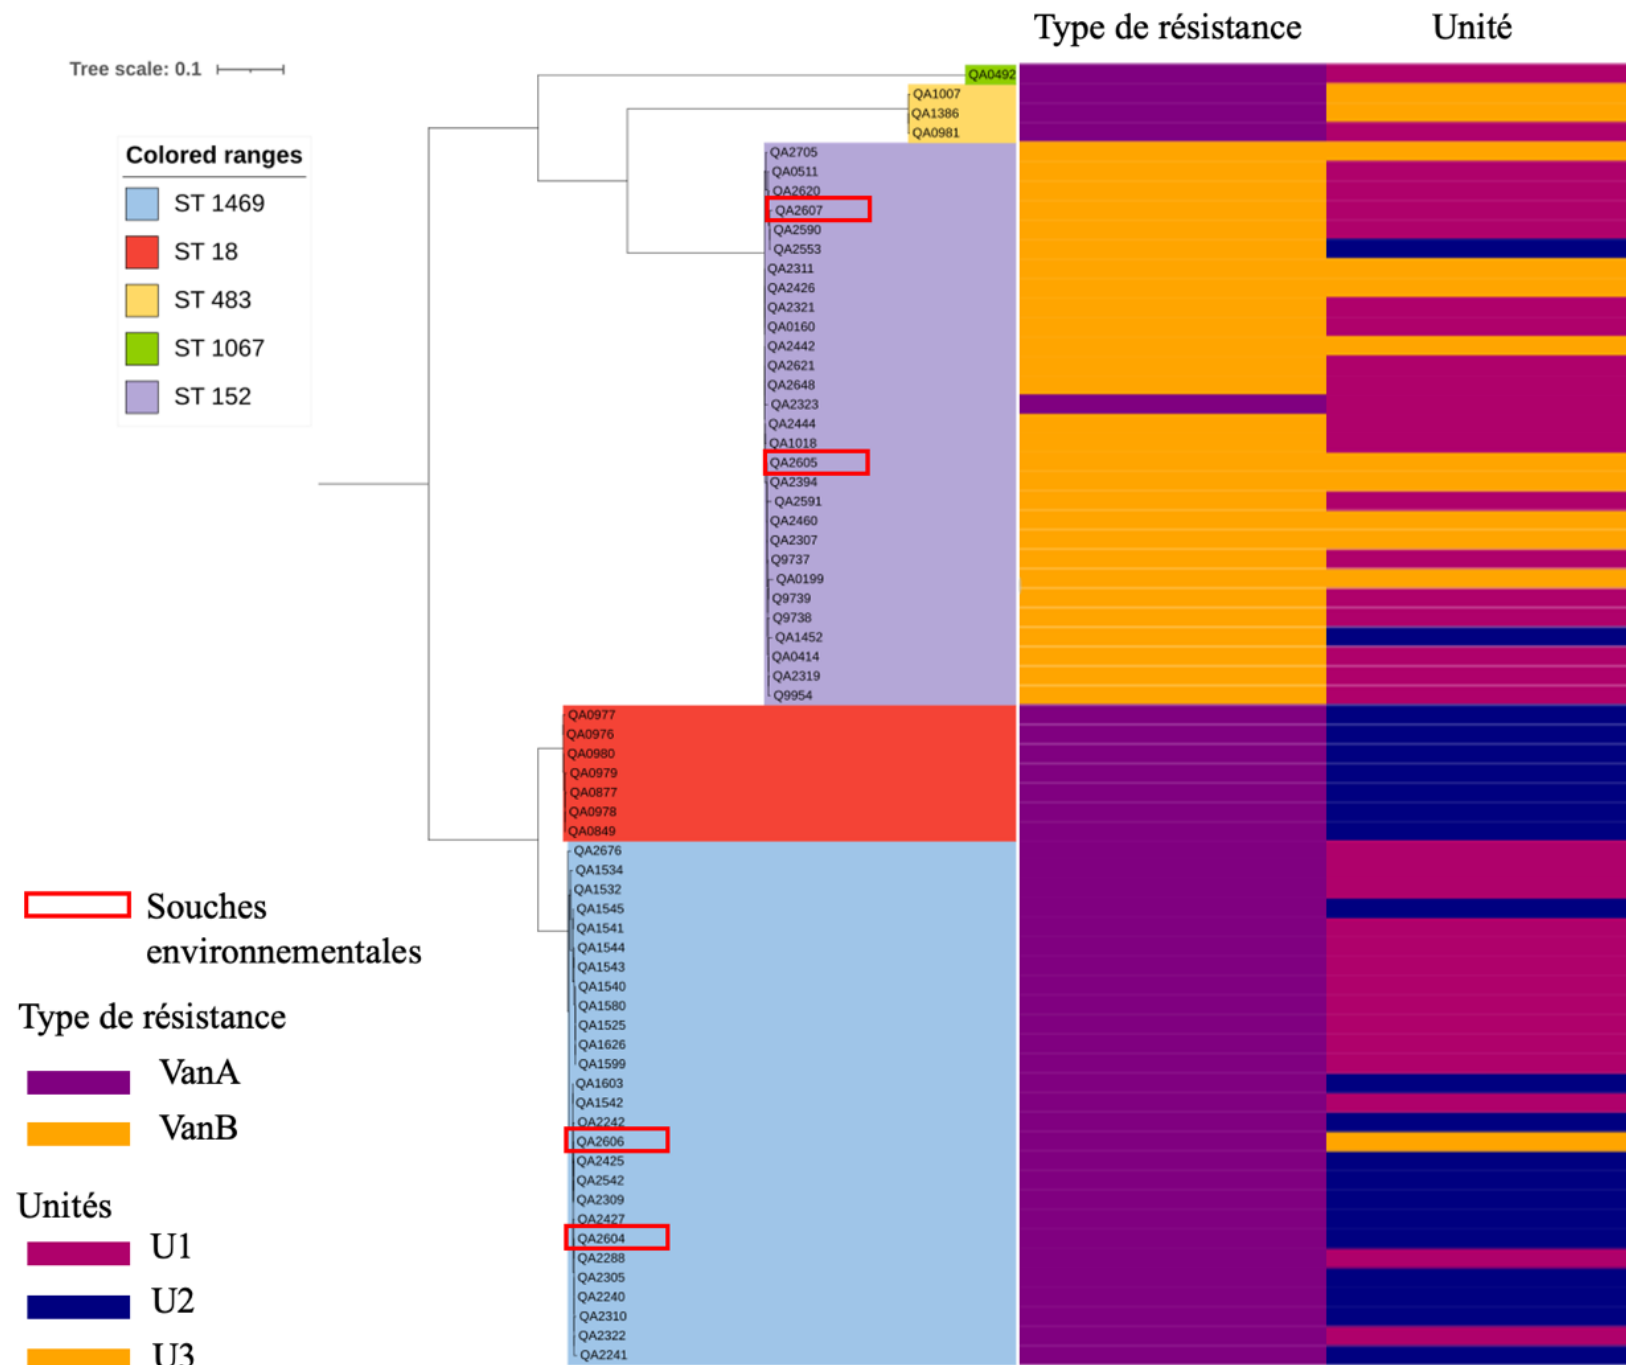 Type de résistance Unité
Tree scale: 0.1
Colored ranges
ST 1469
ST 18
ST 483
ST 1067
ST 152
QA0492
QA1007
QA1386
QA0981
QA2705
QA0511
QA2620
QA2607
QA2590
QA2553
QA2311
QA2426
QA2321
QA0160
QA2442
QA2621
QA2648
QA2323
QA2444
QA1018
QA2605
QA2394
QA2591
QA2460
QA2307
Q9737
QA0199
Q9739
Q9738
QA1452
QA0414
QA2319
Q9954
QA0977
QA0976
QA0980
QA0979
QA0877
QA0978
QA0849
QA2676
QA1534
QA1532
QA1545
QA1541
QA1544
QA1543
QA1540
QA1580
QA1525
QA1626
QA1599
QA1603
QA1542
QA2242
QA2606
QA2425
QA2542
QA2309
QA2427
QA2604
QA2288
QA2305
QA2240
QA2310
QA2322
QA2241
Souches
environnementales
Type de résistance
VanA
VanB
Unités
U1
U2
U3